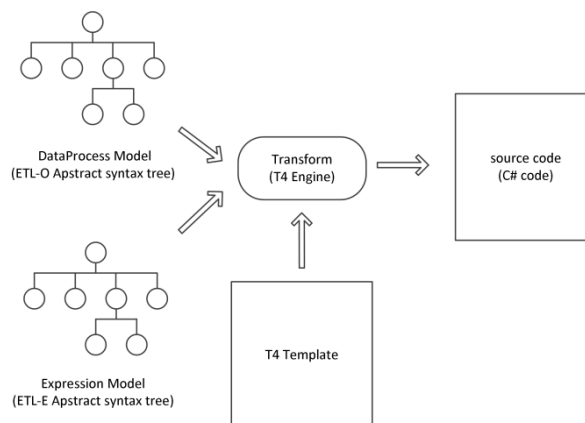 DataProcess Model
(ETL-O Apstract syntax tree)
Transform
(T4 Engine)
source code
(C# code)
T4 Template
Expression Model
(ETL-E Apstract syntax tree)